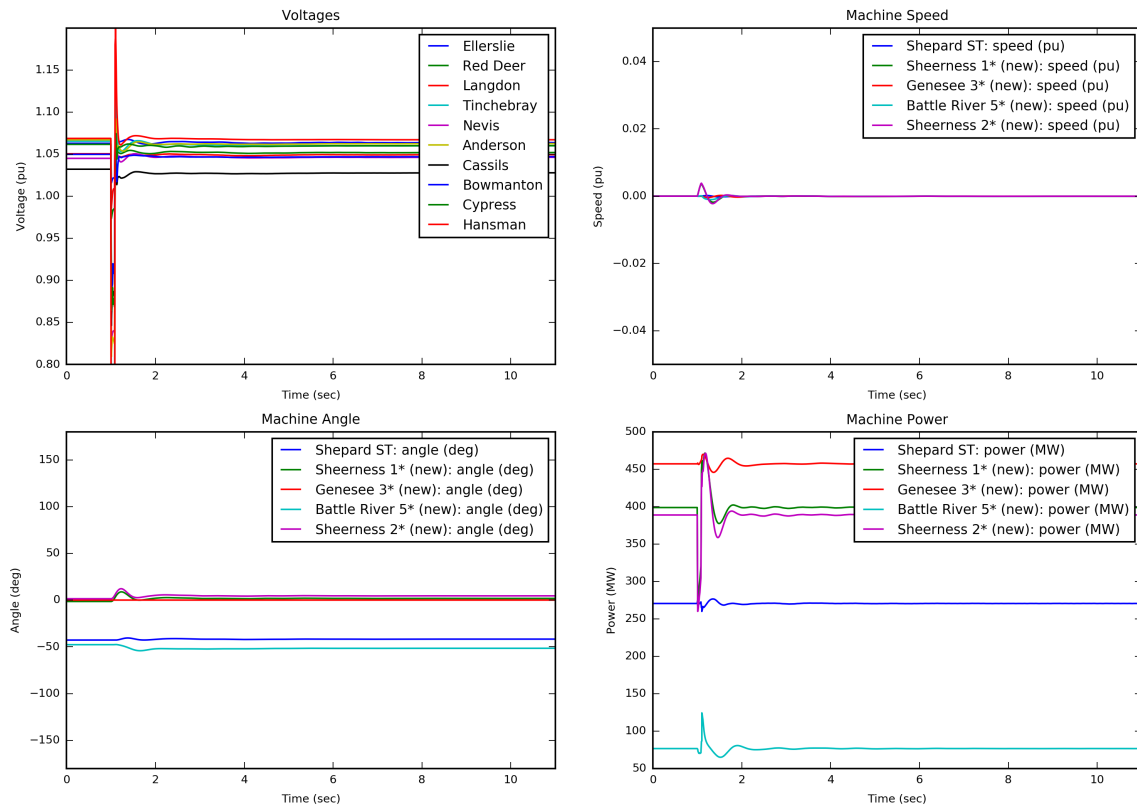 Voltages
1.15
1.10
1.05
1.00
0.95
0.90
0.85
0.80
Voltage (pu)
0
2
4
6
8
10
Time (sec)
Ellerslie
Red Deer
Langdon
Tinchebray
Nevis
Anderson
Cassils
Bowmanton
Cypress
Hansman
Machine Speed
0.04
0.02
0.00
−0.02
−0.04
Speed (pu)
0
2
4
6
8
10
Time (sec)
Shepard ST: speed (pu)
Sheerness 1* (new): speed (pu)
Genesee 3* (new): speed (pu)
Battle River 5* (new): speed (pu)
Sheerness 2* (new): speed (pu)
Machine Angle
150
100
50
0
−50
−100
−150
Angle (deg)
0
2
4
6
8
10
Time (sec)
Shepard ST: angle (deg)
Sheerness 1* (new): angle (deg)
Genesee 3* (new): angle (deg)
Battle River 5* (new): angle (deg)
Sheerness 2* (new): angle (deg)
Machine Power
500
450
400
350
300
250
200
150
100
50
Power (MW)
0
2
4
6
8
10
Time (sec)
Shepard ST: power (MW)
Sheerness 1* (new): power (MW)
Genesee 3* (new): power (MW)
Battle River 5* (new): power (MW)
Sheerness 2* (new): power (MW)